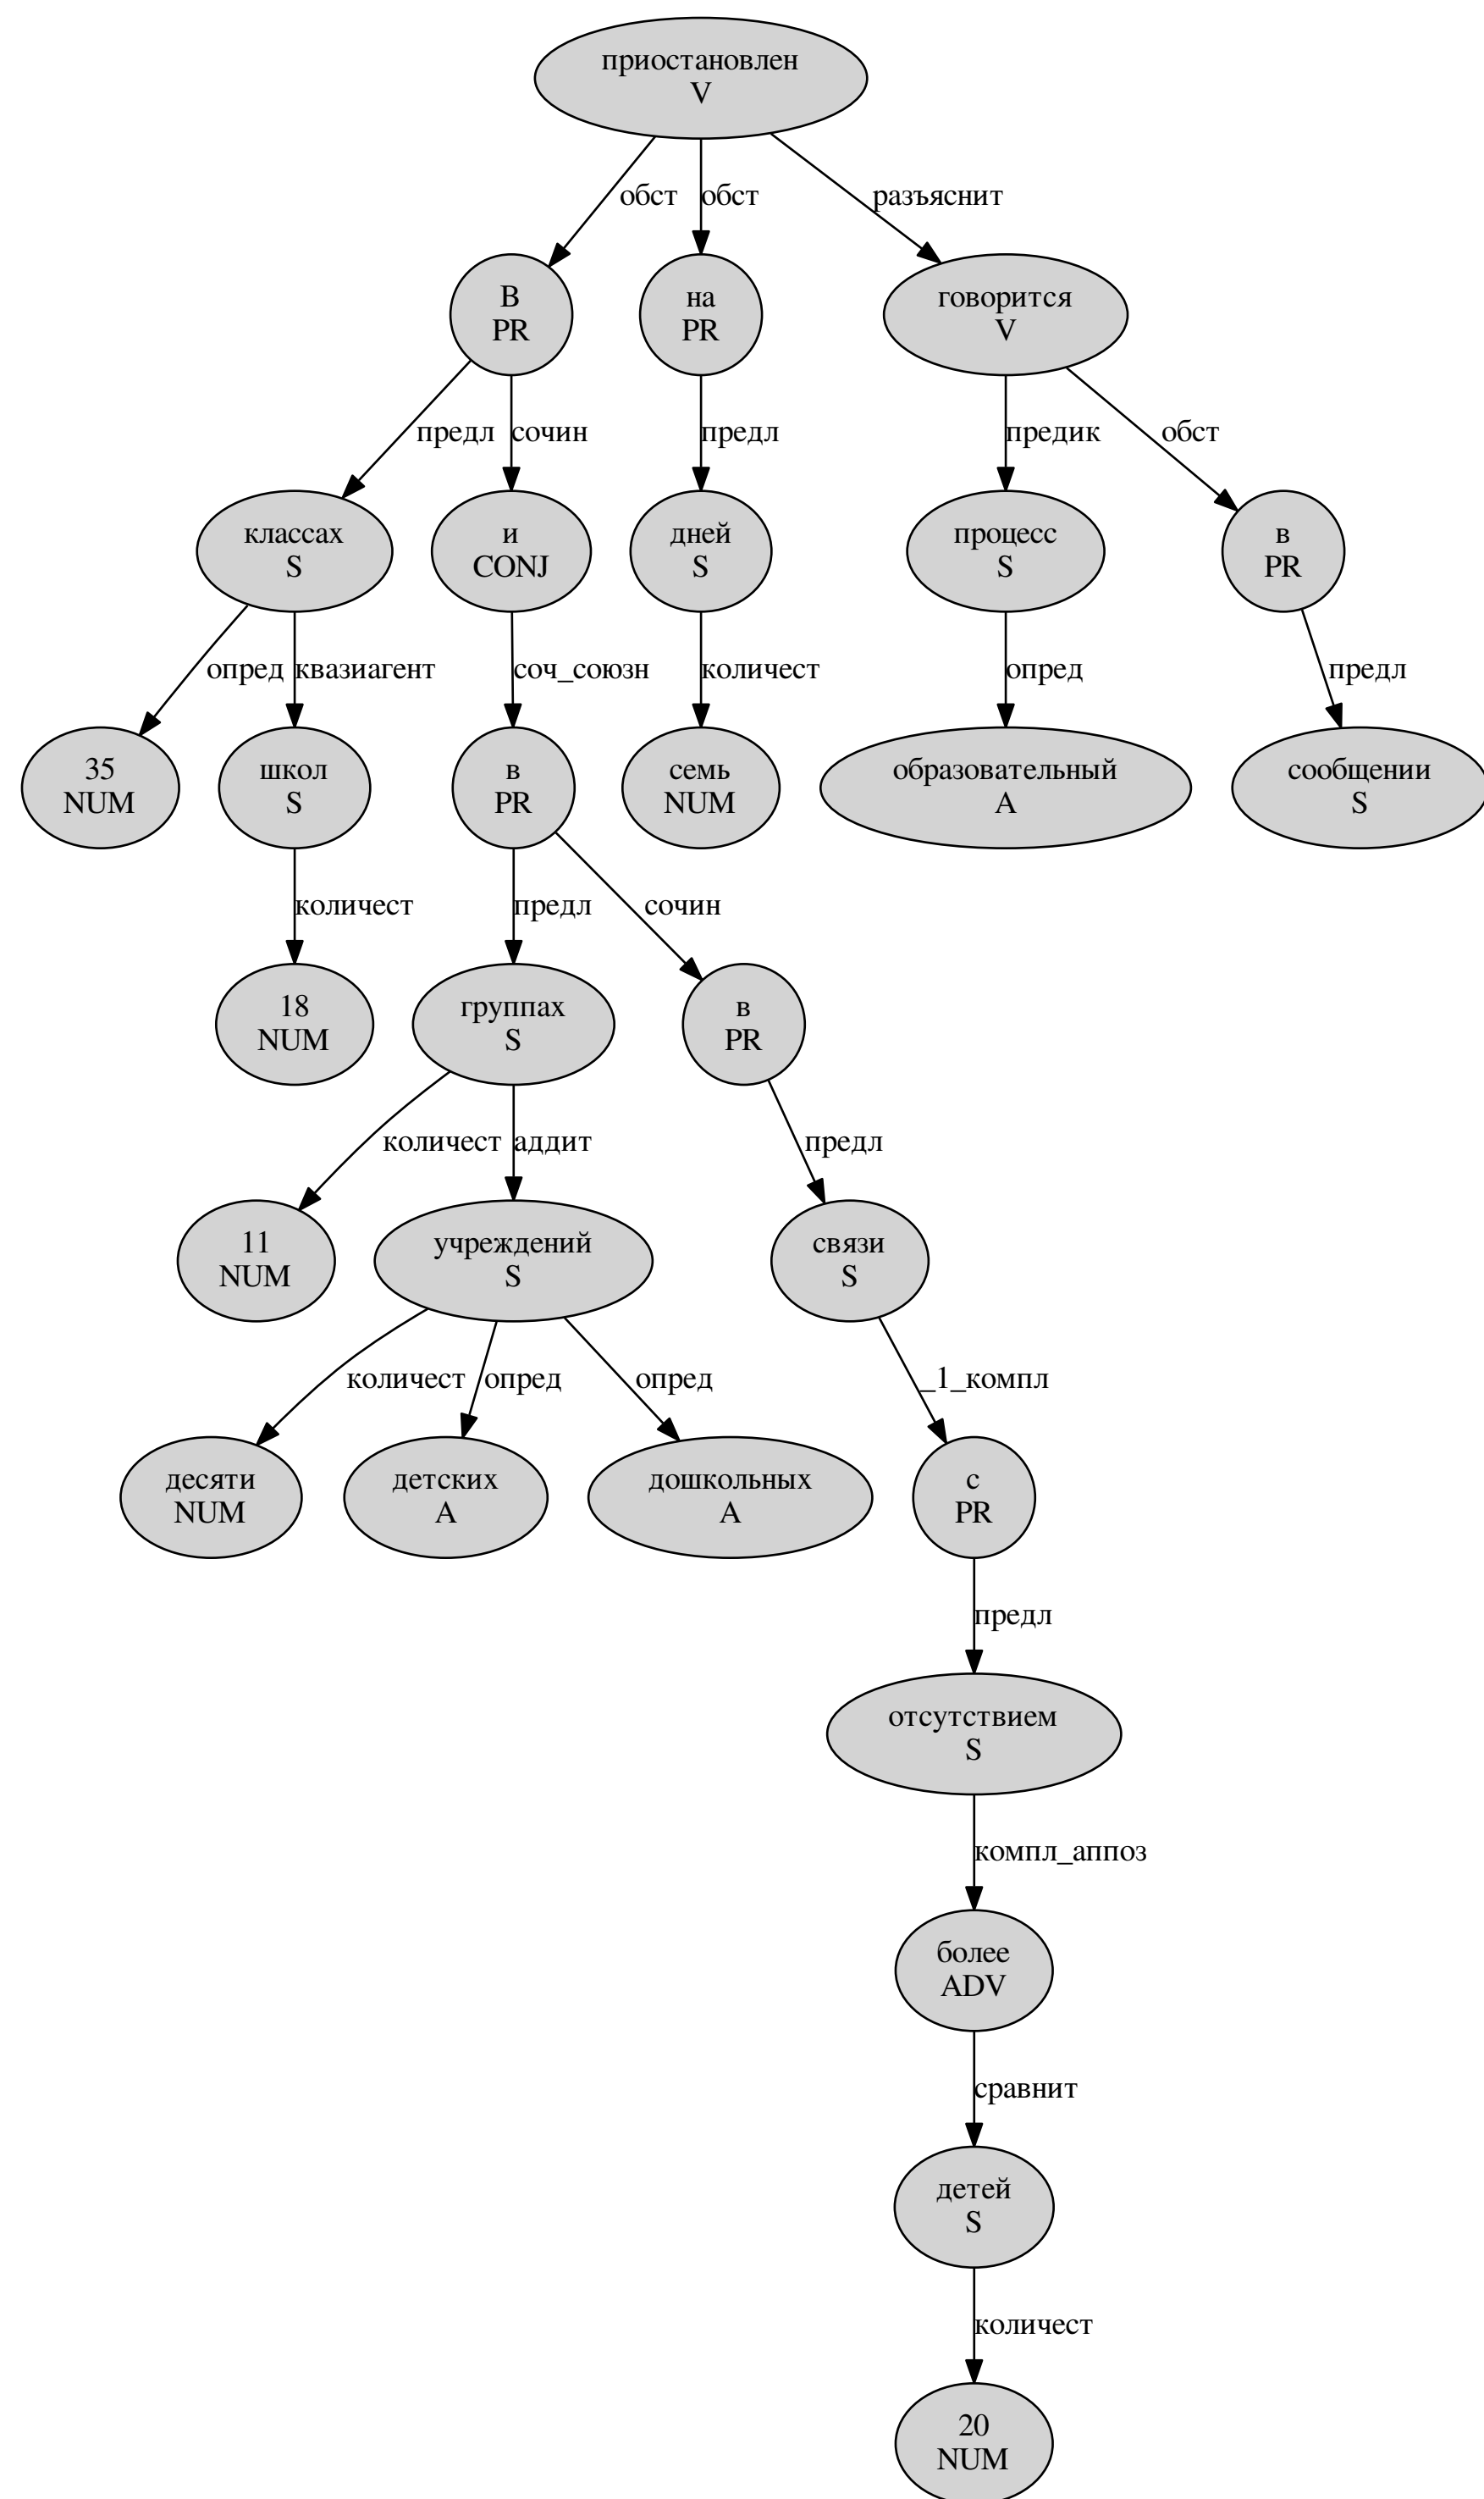 приостановлен
V
обст
обст
разъяснит
В
PR
на
PR
говорится
V
предл
сочин
предл
предик
обст
классах
S
и
CONJ
дней
S
процесс
S
в
PR
опред
квазиагент
соч_союзн
количест
опред
предл
35
NUM
школ
S
в
PR
семь
NUM
образовательный
A
сообщении
S
количест
предл
сочин
18
NUM
группах
S
в
PR
количест
аддит
предл
11
NUM
учреждений
S
связи
S
количест
опред
опред
_1_компл
десяти
NUM
детских
A
дошкольных
A
с
PR
предл
отсутствием
S
компл_аппоз
более
ADV
сравнит
детей
S
количест
20
NUM